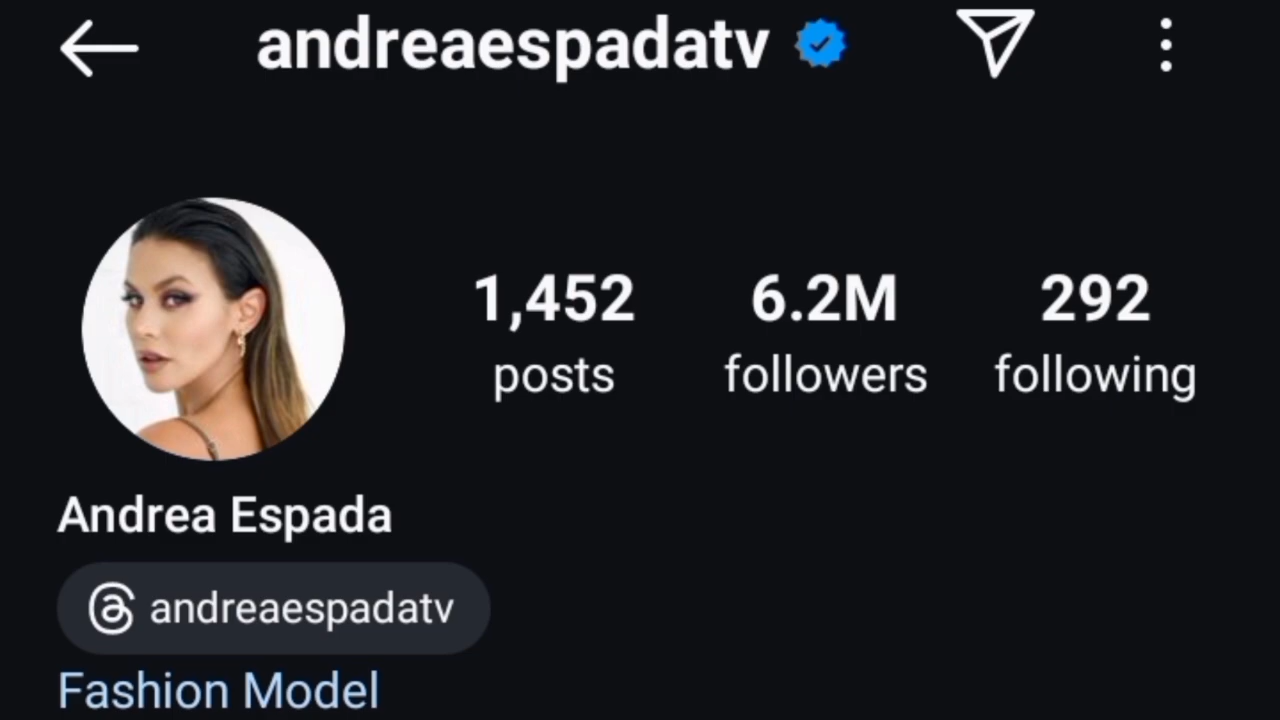 andreaespadatv
1,452 6.2M 292
posts followers following
Andrea Espada
andreaespadatv
Fashion Model